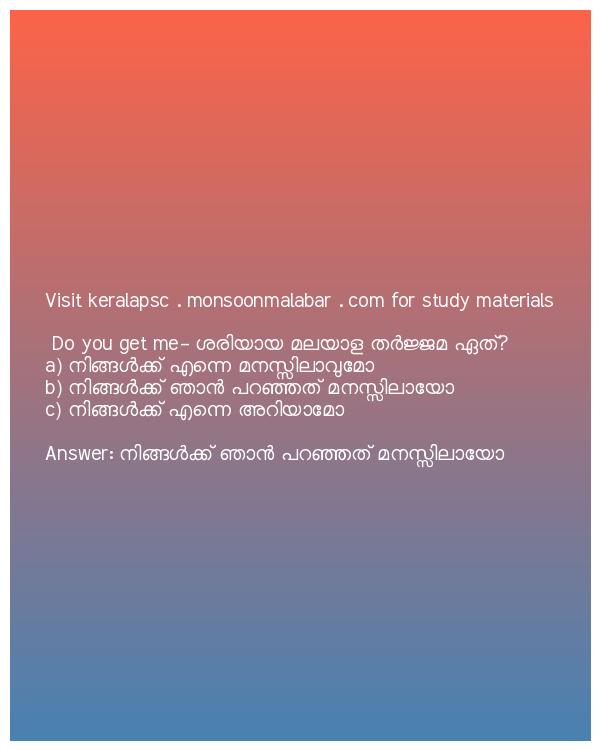 Visit keralapsc . monsoonmalabar . com for study materials
Do you get me– ശരിയായ മലയാള തർജ്ജമ ഏത്?
a) നിങ്ങൾക്ക് എന്നെ മനസ്സിലാവുമോ
b) നിങ്ങൾക്ക് ഞാൻ പറഞ്ഞത് മനസ്സിലായോ
c) നിങ്ങൾക്ക് എന്നെ അറിയാമോ
Answer: നിങ്ങൾക്ക് ഞാൻ പറഞ്ഞത് മനസ്സിലായോ